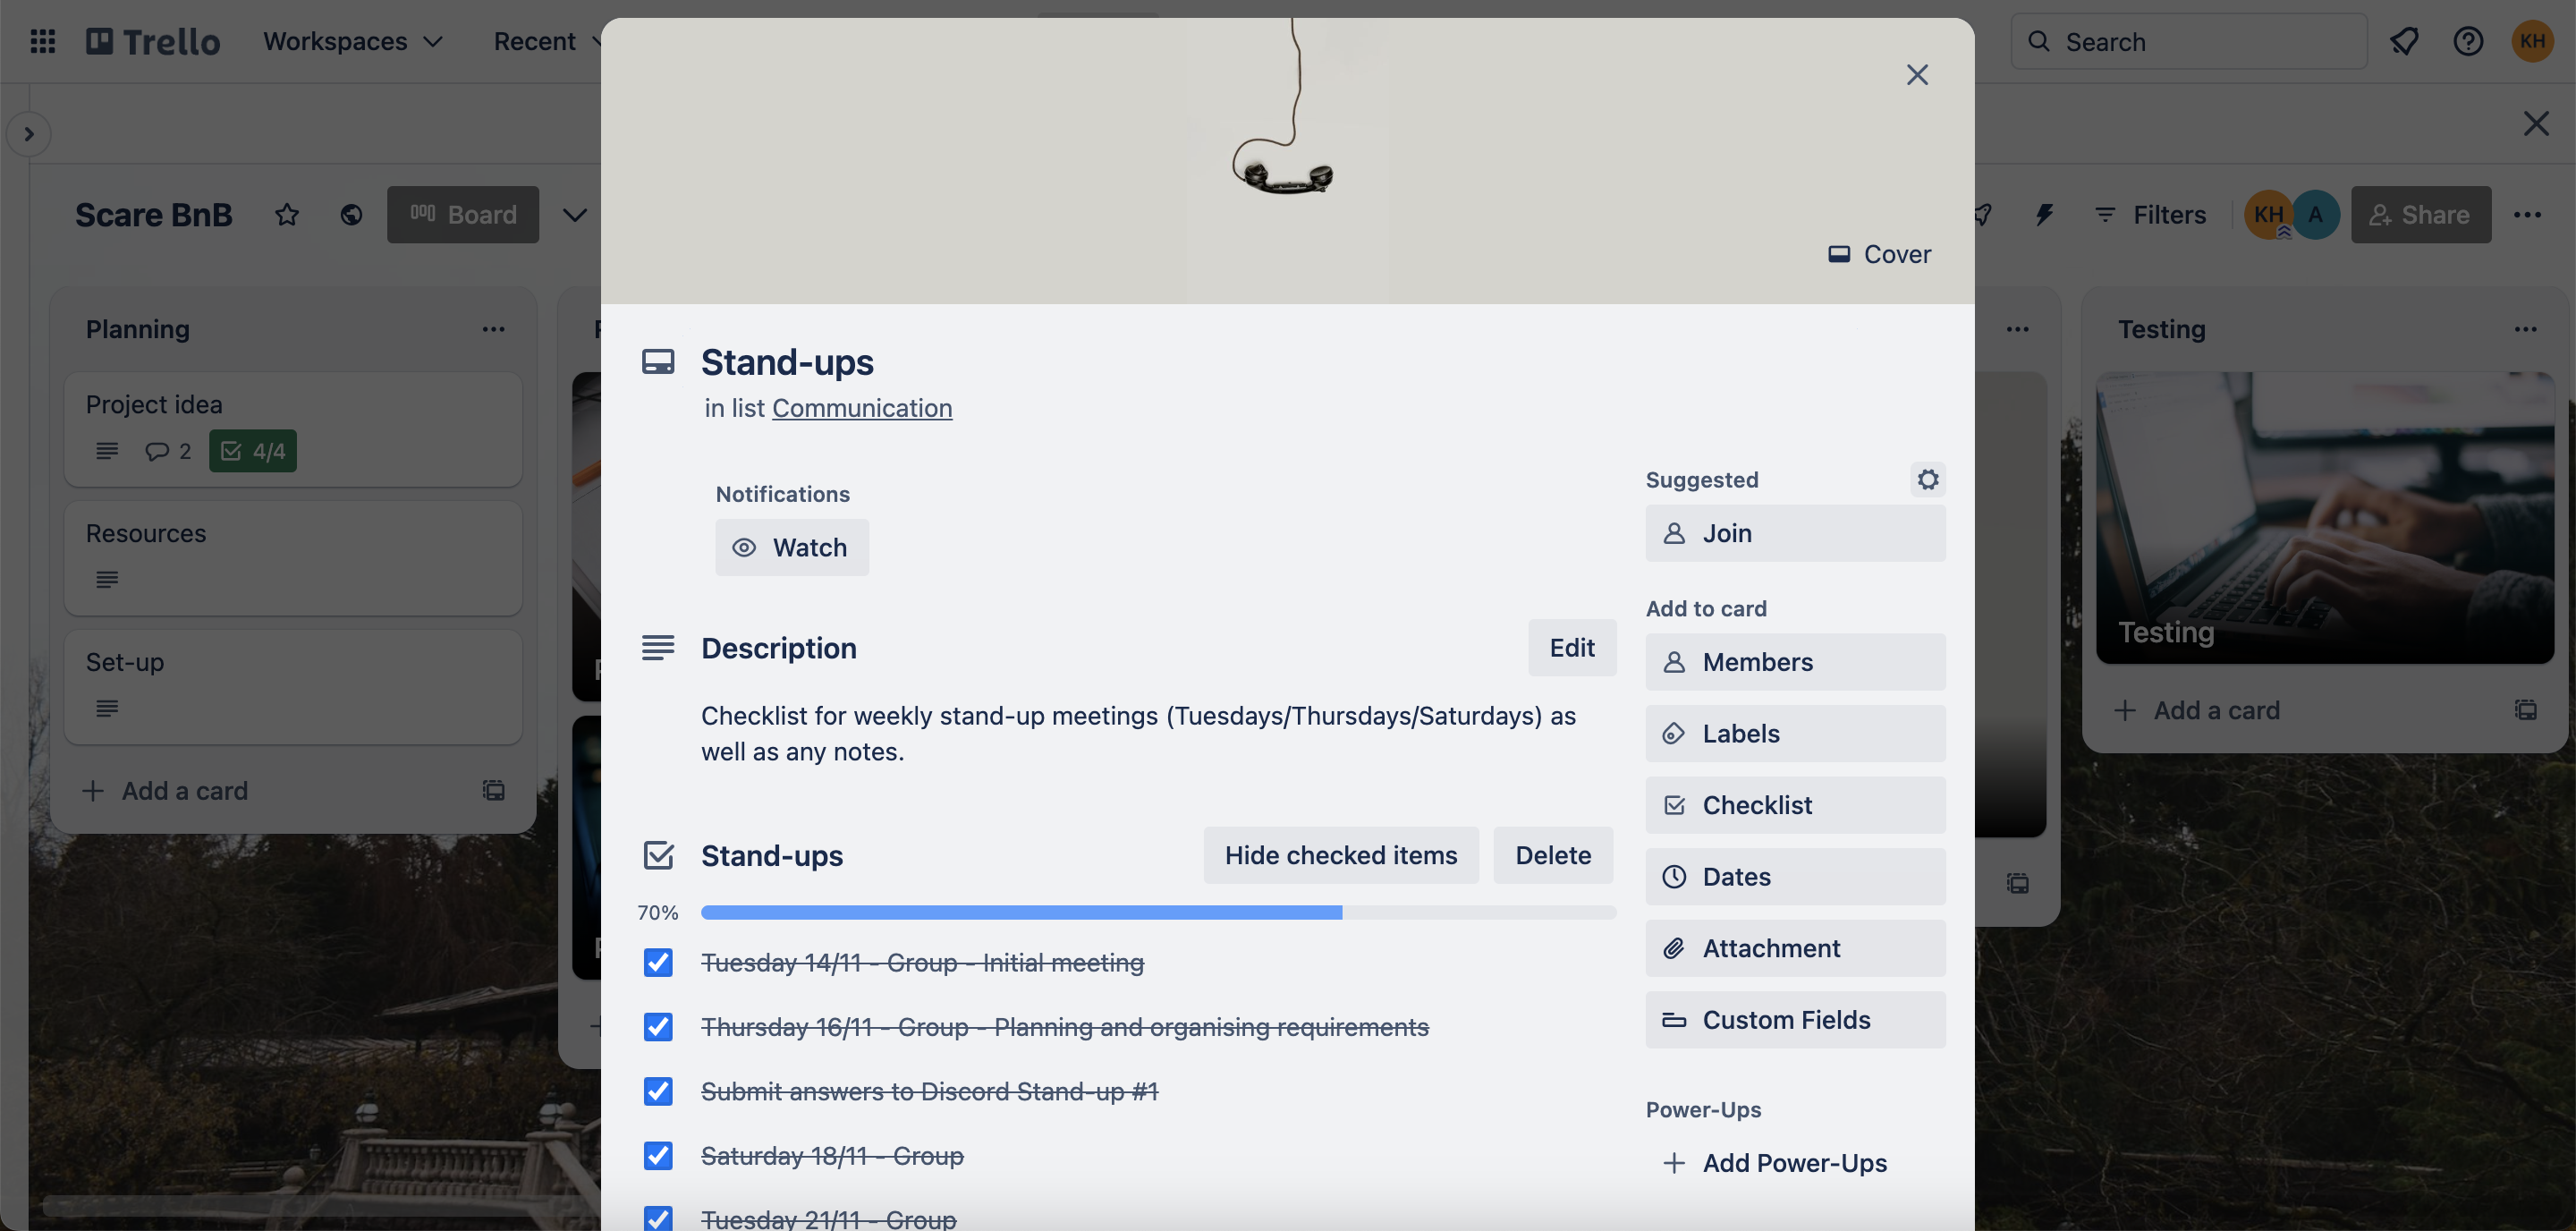 Trello
Workspaces
Recent
Search
KH
Scare BnB
Board
Filters
KH
A
Share
Cover
Planning
Project idea
2
4/4
Resources
Set-up
Add a card
Stand-ups
in list Communication
Notifications
Watch
Description
Edit
Checklist for weekly stand-up meetings (Tuesdays/Thursdays/Saturdays) as
well as any notes.
Stand-ups
Hide checked items
Delete
70%
Tuesday 14/11 - Group - Initial meeting
Thursday 16/11 - Group - Planning and organising requirements
Submit answers to Discord Stand-up #1
Saturday 18/11 - Group
Tuesday 21/11 - Group
Suggested
Join
Add to card
Members
Labels
Checklist
Dates
Attachment
Custom Fields
Power-Ups
Add Power-Ups
Testing
Testing
Add a card